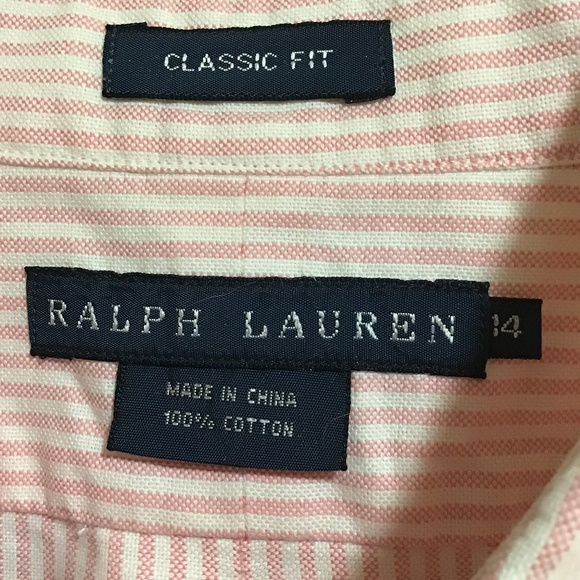 CLASSIC FIT
RALPH LAUREN
14
MADE IN CHINA
100% COTTON